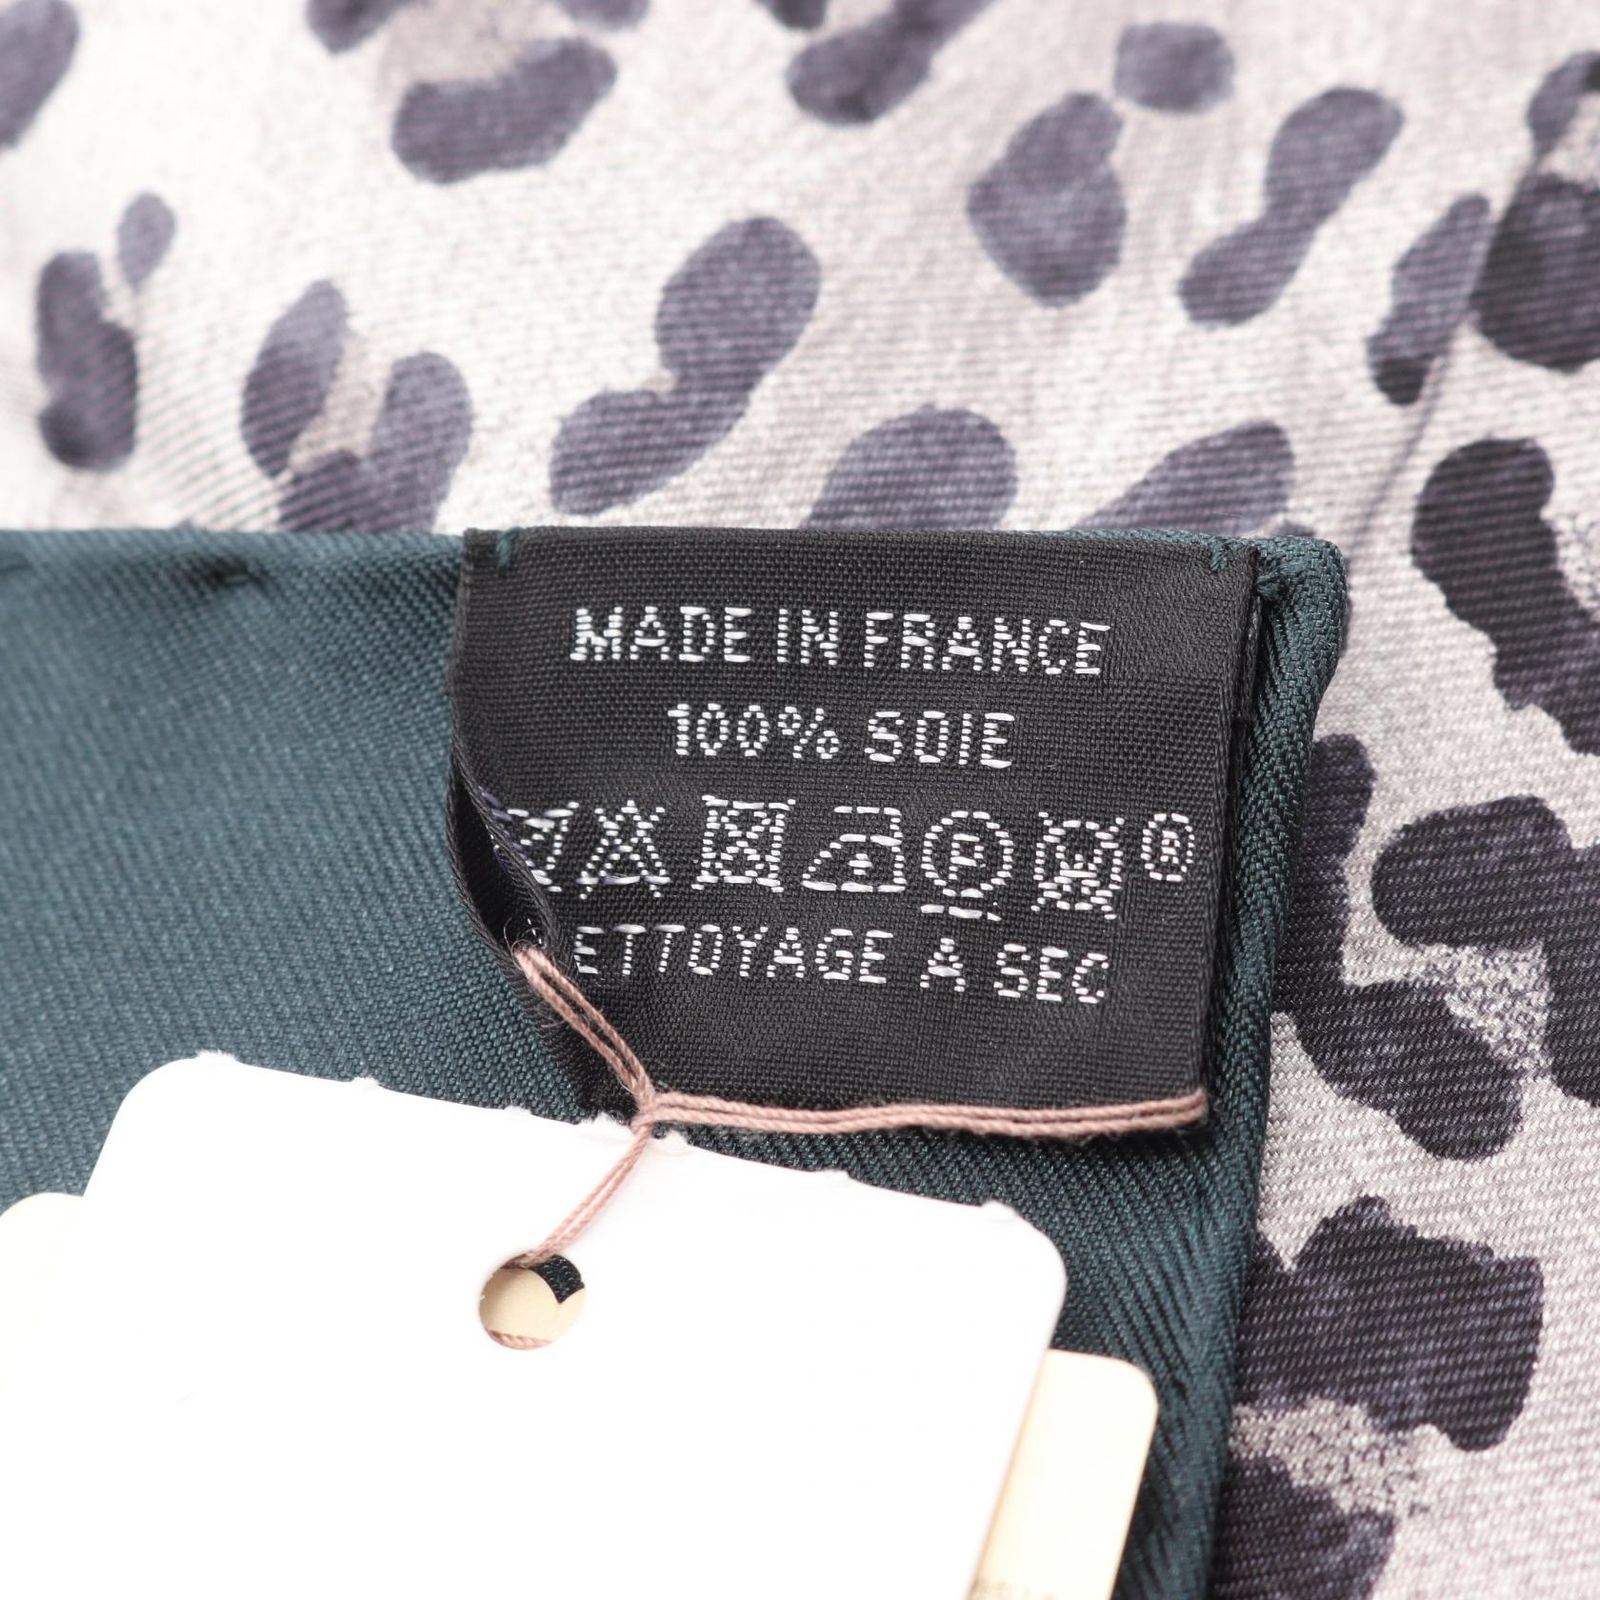 MADE IN FRANCE
100% SOIE
P W ®
ETTOYAGE A SEC